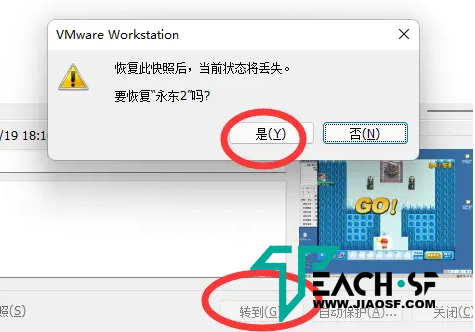 VMware Workstation
恢复此快照后，当前状态将丢失。
要恢复“永东2”吗?
是(Y)
否(N)
/19 18:1
GO!
EACH·SF
WWW.JIAOSF.COM
照(S)
转到(G)
自动保护(A)...
关闭(C)